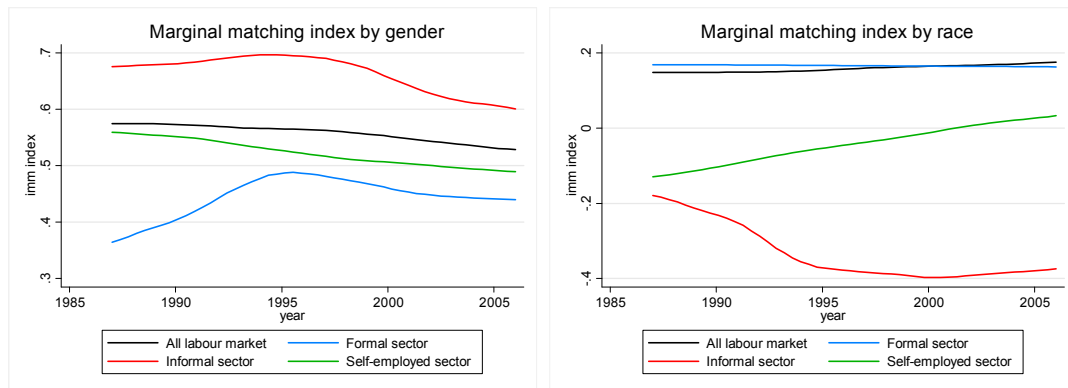 Marginal matching index by gender
.7
.6
.5
.4
.3
imm index
1985 1990 1995 2000 2005
year
All labour market Formal sector
Informal sector Self-employed sector
Marginal matching index by race
.2
0
-.2
-.4
imm index
1985 1990 1995 2000 2005
year
All labour market Formal sector
Informal sector Self-employed sector